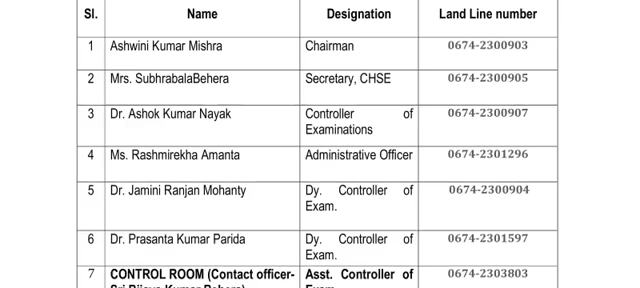 Sl. Name Designation Land Line number
1 Ashwini Kumar Mishra Chairman 0674-2300903
2 Mrs. SubhrabalaBehera Secretary, CHSE 0674-2300905
3 Dr. Ashok Kumar Nayak Controller of 0674-2300907
Examinations
4 Ms. Rashmirekha Amanta Administrative Officer 0674-2301296
5 Dr. Jamini Ranjan Mohanty Dy. Controller of 0674-2300904
Exam.
6 Dr. Prasanta Kumar Parida Dy. Controller of 0674-2301597
Exam.
7 CONTROL ROOM (Contact officer- Asst. Controller of 0674-2303803